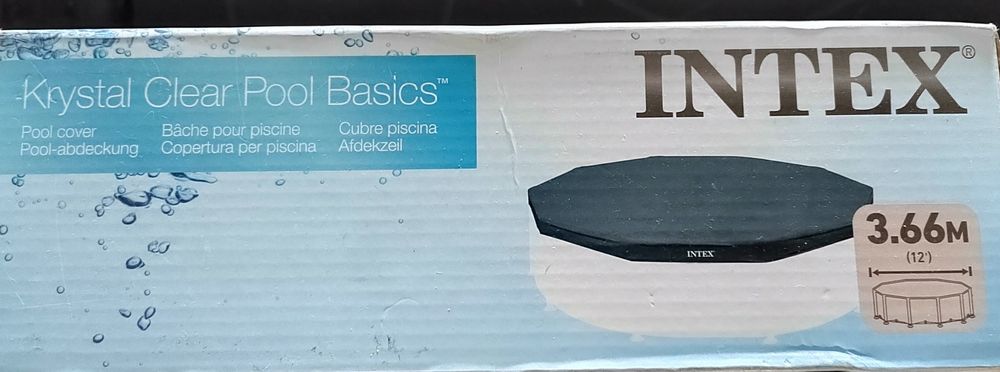 Krystal Clear Pool Basics™
Pool cover Bâche pour piscine Cubre piscina
Pool-abdeckung Copertura per piscina Afdekzeil
INTEX®
INTEX
3.66M
(12')